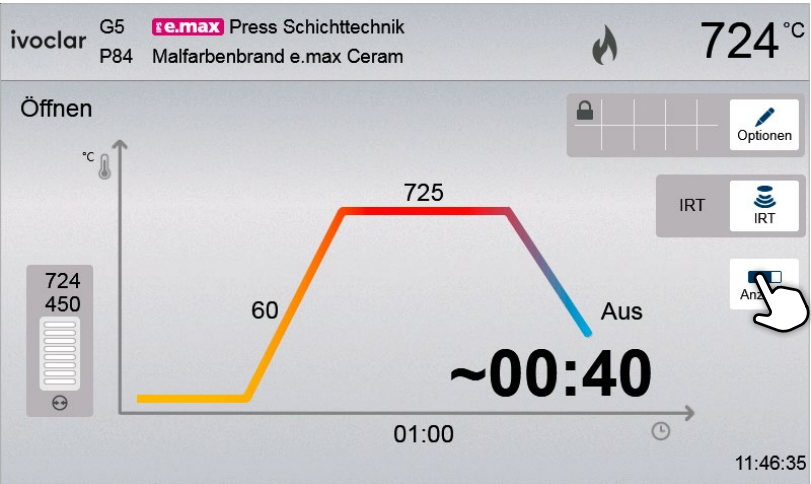 ivoclar
G5 e.max Press Schichttechnik
P84 Malfarbenbrand e.max Ceram
724 °C
Öffnen
Optionen
°C
725
IRT
IRT
724
450
60
Aus
~00:40
01:00
11:46:35